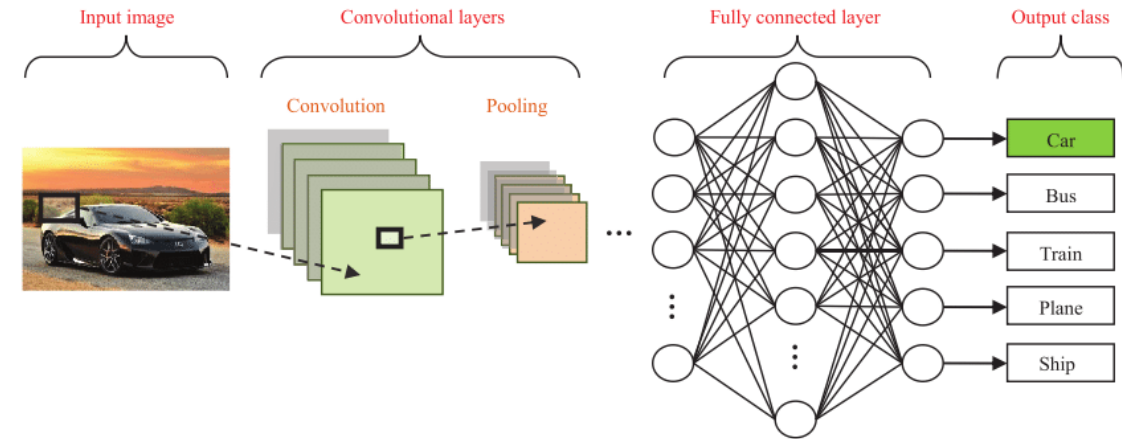 Input image
Convolutional layers
Fully connected layer
Output class
Convolution
Pooling
...
Car
Bus
Train
Plane
Ship